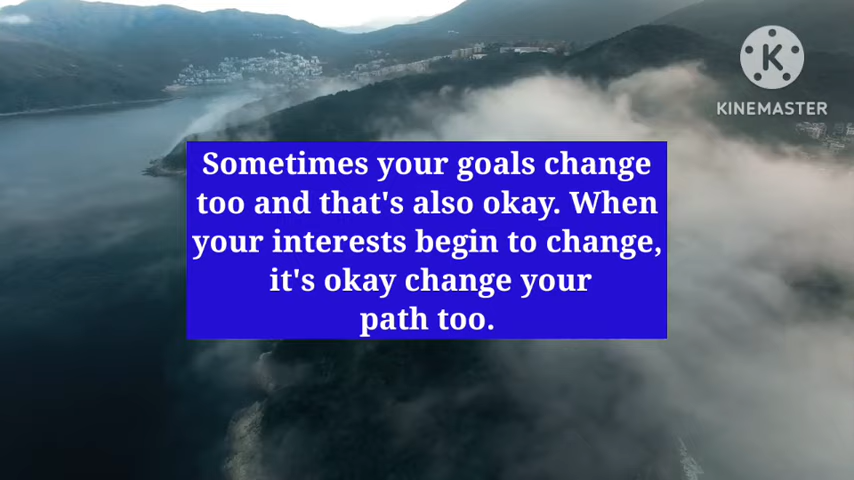 K
KINEMASTER
Sometimes your goals change
too and that's also okay. When
your interests begin to change,
it's okay change your
path too.